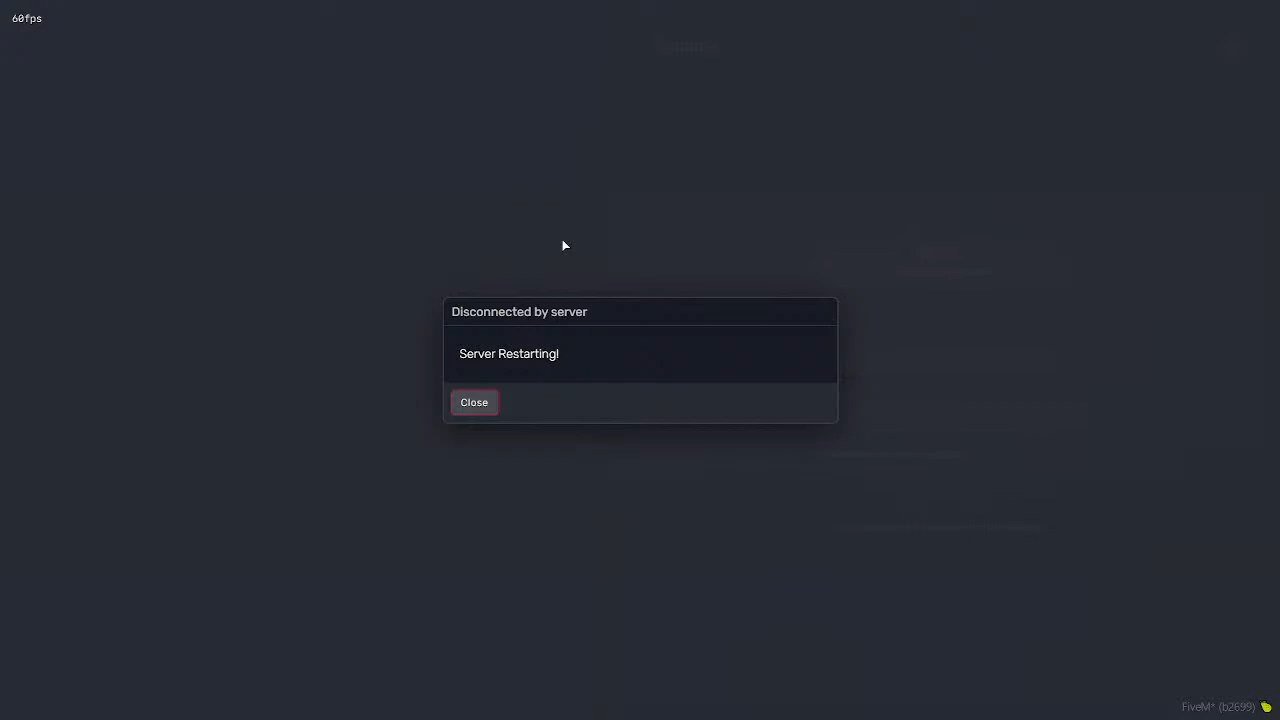 60fps
Disconnected by server
Server Restarting!
Close
FiveM* (b2699)